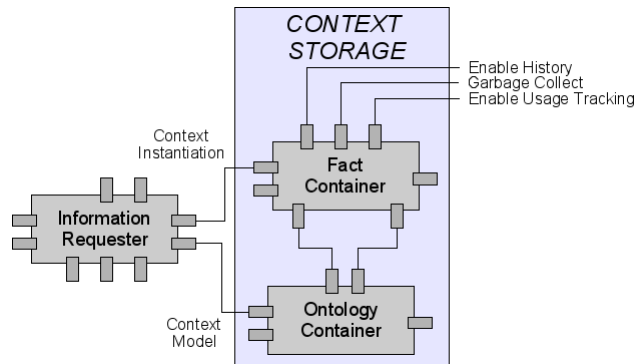 CONTEXT
STORAGE
Enable History
Garbage Collect
Enable Usage Tracking
Context
Instantiation
Fact
Container
Information
Requester
Ontology
Container
Context
Model